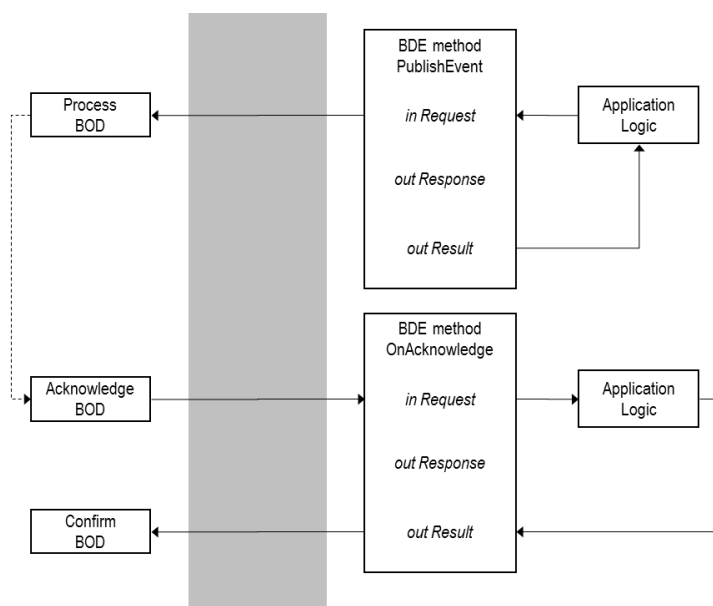 BDE method
PublishEvent
Process
BOD
in Request
Application
Logic
out Response
out Result
BDE method
OnAcknowledge
Acknowledge
BOD
in Request
Application
Logic
out Response
Confirm
BOD
out Result